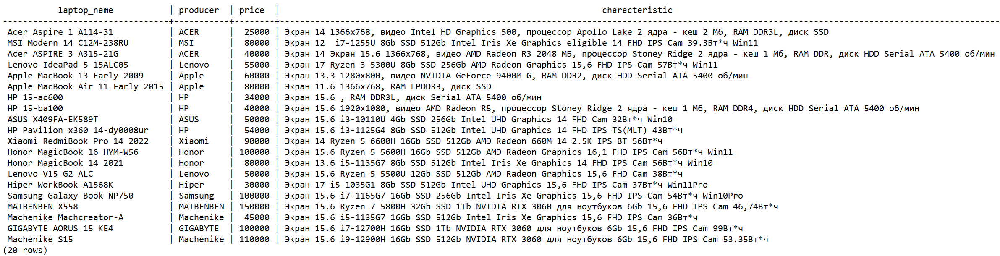 laptop_name | producer | price | characteristic
---------------------------------+-----------+--------+-----------------------------------------------------------------------------------------------------------------------------------------------
Acer Aspire 1 A114-31 | ACER | 25000 | Экран 14 1366x768, видео Intel HD Graphics 500, процессор Apollo Lake 2 ядра - кеш 2 Мб, RAM DDR3L, диск SSD
MSI Modern 14 C12M-238RU | MSI | 80000 | Экран 12  i7-1255U 8Gb SSD 512Gb Intel Iris Xe Graphics eligible 14 FHD IPS Cam 39.3Вт*ч Win11
Acer ASPIRE 3 A315-21G | ACER | 40000 | Экран 14 Экран 15.6 1366x768, видео AMD Radeon R3 2048 МБ, процессор Stoney Ridge 2 ядра - кеш 1 Мб, RAM DDR, диск HDD Serial ATA 5400 об/мин
Lenovo IdeaPad 5 15ALC05 | Lenovo | 55000 | Экран 17 Ryzen 3 5300U 8Gb SSD 256Gb AMD Radeon Graphics 15,6 FHD IPS Cam 57Вт*ч Win11
Apple MacBook 13 Early 2009 | Apple | 60000 | Экран 13.3 1280x800, видео NVIDIA GeForce 9400M G, RAM DDR2, диск HDD Serial ATA 5400 об/мин
Apple MacBook Air 11 Early 2015 | Apple | 80000 | Экран 11.6 1366x768, RAM LPDDR3, диск SSD
HP 15-ac600 | HP | 34000 | Экран 15.6 , RAM DDR3L, диск Serial ATA 5400 об/мин
HP 15-ba100 | HP | 40000 | Экран 15.6 1920x1080, видео AMD Radeon R5, процессор Stoney Ridge 2 ядра - кеш 1 Мб, RAM DDR4, диск HDD Serial ATA 5400 об/мин
ASUS X409FA-EK589T | ASUS | 50000 | Экран 15.6 i3-10110U 4Gb SSD 256Gb Intel UHD Graphics 14 FHD Cam 32Вт*ч Win10
HP Pavilion x360 14-dy0008ur | HP | 54000 | Экран 15.6 i3-1125G4 8Gb SSD 512Gb Intel UHD Graphics 14 FHD IPS TS(MLT) 43Вт*ч
Xiaomi RedmiBook Pro 14 2022 | Xiaomi | 90000 | Экран 14 Ryzen 5 6600H 16Gb SSD 512Gb AMD Radeon 660M 14 2.5K IPS BT 56Вт*ч
Honor MagicBook 16 HYM-W56 | Honor | 100000 | Экран 15.6 Ryzen 5 5600H 16Gb SSD 512Gb AMD Radeon Graphics 16,1 FHD IPS Cam 56Вт*ч Win11
Honor MagicBook 14 2021 | Honor | 80000 | Экран 13.6 i5-1135G7 8Gb SSD 512Gb Intel Iris Xe Graphics 14 FHD IPS Cam 56Вт*ч Win10
Lenovo V15 G2 ALC | Lenovo | 50000 | Экран 15.6 Ryzen 5 5500U 12Gb SSD 512Gb AMD Radeon Graphics 15,6 FHD Cam 38Вт*ч
Hiper WorkBook A1568K | Hiper | 30000 | Экран 17 i5-1035G1 8Gb SSD 512Gb Intel UHD Graphics 15,6 FHD IPS Cam 37Вт*ч Win11Pro
Samsung Galaxy Book NP750 | Samsung | 100000 | Экран 15.6 i7-1165G7 16Gb SSD 256Gb Intel Iris Xe Graphics 15,6 FHD IPS Cam 54Вт*ч Win10Pro
MAIBENBEN X558 | MAIBENBEN | 150000 | Экран 15.6 Ryzen 7 5800H 32Gb SSD 1Tb NVIDIA RTX 3060 для ноутбуков 6Gb 15,6 FHD IPS Cam 46,74Вт*ч
Machenike Machcreator-A | Machenike | 45000 | Экран 15.6 i5-1135G7 16Gb SSD 512Gb Intel Iris Xe Graphics 15,6 FHD IPS Cam 36Вт*ч
GIGABYTE AORUS 15 KE4 | GIGABYTE | 100000 | Экран 15.6 i7-12700H 16Gb SSD 1Tb NVIDIA RTX 3060 для ноутбуков 6Gb 15,6 FHD IPS Cam 99Вт*ч
Machenike S15 | Machenike | 110000 | Экран 15.6 i9-12900H 16Gb SSD 512Gb NVIDIA RTX 3060 для ноутбуков 6Gb 15,6 FHD IPS Cam 53.35Вт*ч
(20 rows)